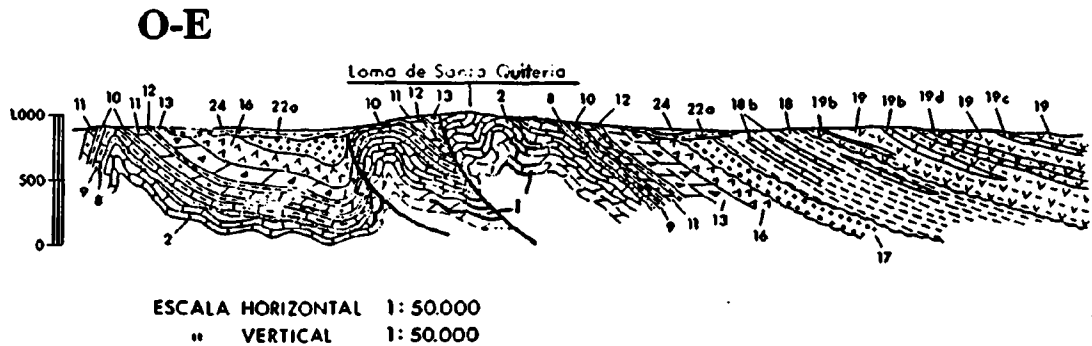 O-E
Loma de Santa Quiteria
11 10 11 12 13 24 16 22a 10 11 12 13 2 8 10 12 24 22a 18b 18 19b 19 19b 19d 19 19c 19
1.000
500
0
9 8 2 1 9 11 13 16 17
ESCALA HORIZONTAL 1: 50.000
" VERTICAL 1: 50.000